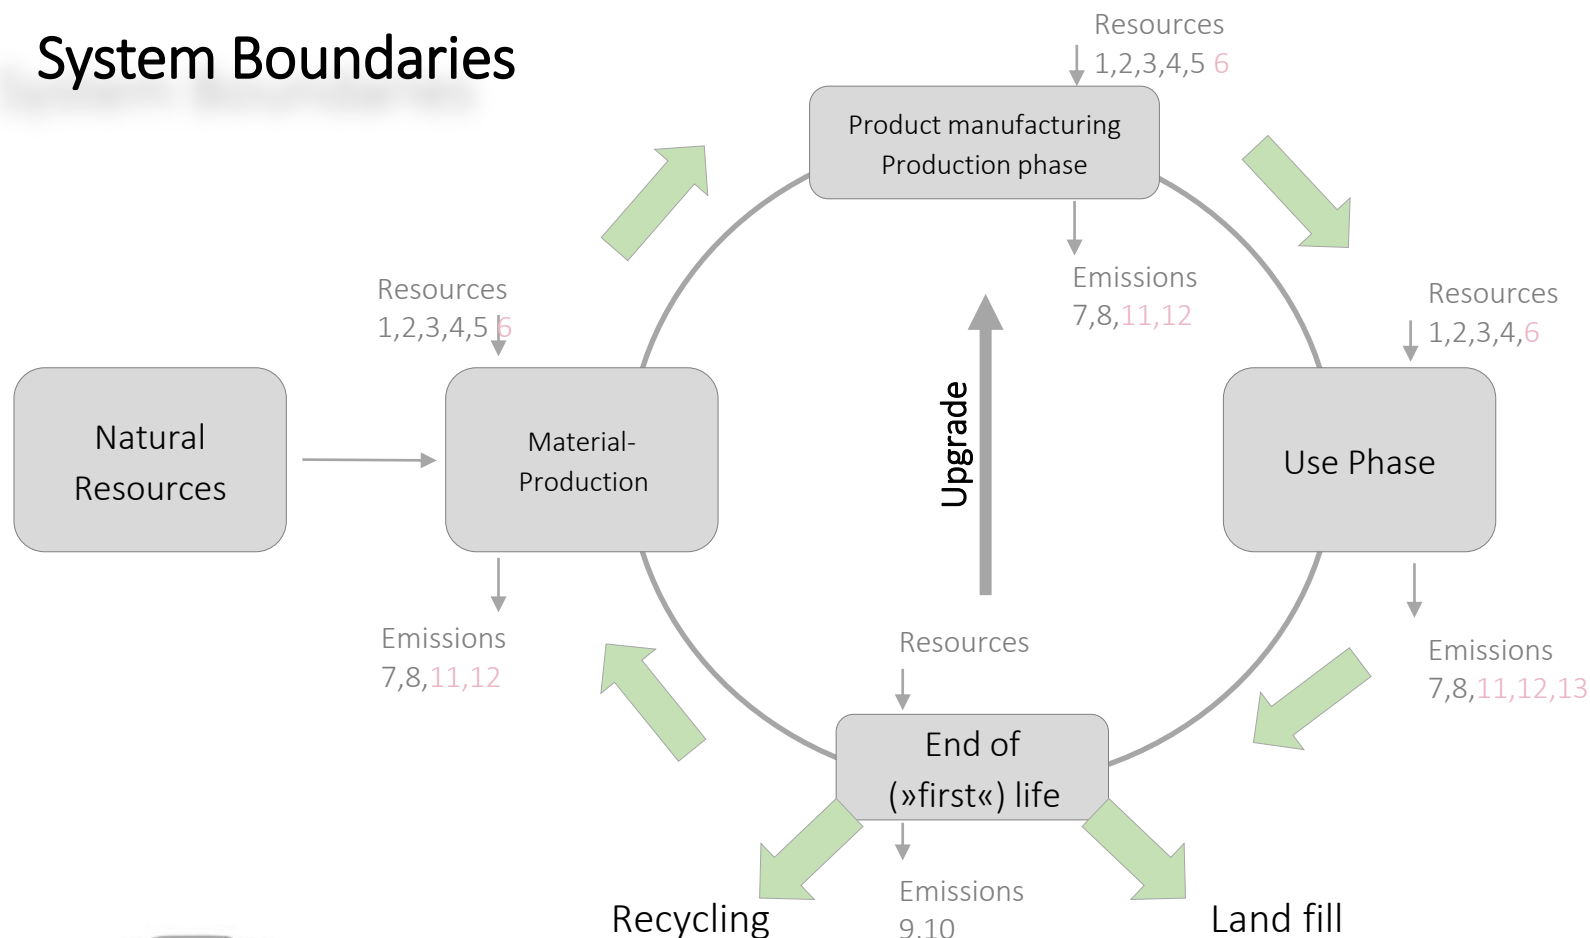 System Boundaries
Resources
1,2,3,4,5 6
Product manufacturing
Production phase
Emissions
7,8,11,12
Resources
1,2,3,4,5 6
Resources
1,2,3,4,6
Natural
Resources
Material-
Production
Upgrade
Use Phase
Emissions
7,8,11,12
Resources
Emissions
7,8,11,12,13
End of
(»first«) life
Emissions
9,10
Recycling
Land fill